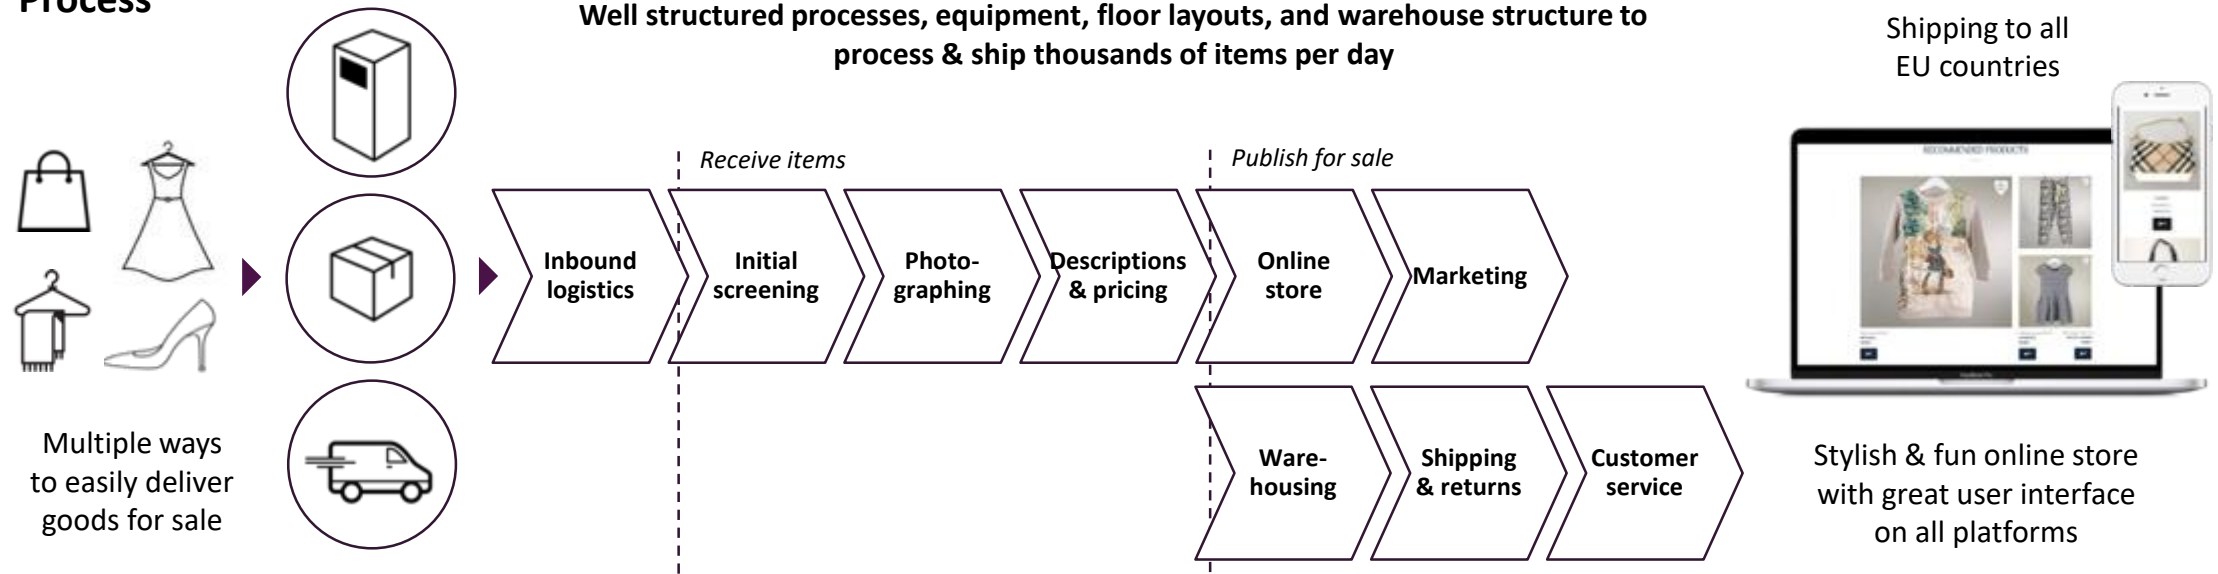 Process
Well structured processes, equipment, floor layouts, and warehouse structure to
process & ship thousands of items per day
Shipping to all
EU countries
Receive items
Publish for sale
RECOMMENDED PRODUCTS
Inbound
logistics
Initial
screening
Photo-
graphing
Descriptions
& pricing
Online
store
Marketing
Multiple ways
to easily deliver
goods for sale
Ware-
housing
Shipping
& returns
Customer
service
Stylish & fun online store
with great user interface
on all platforms